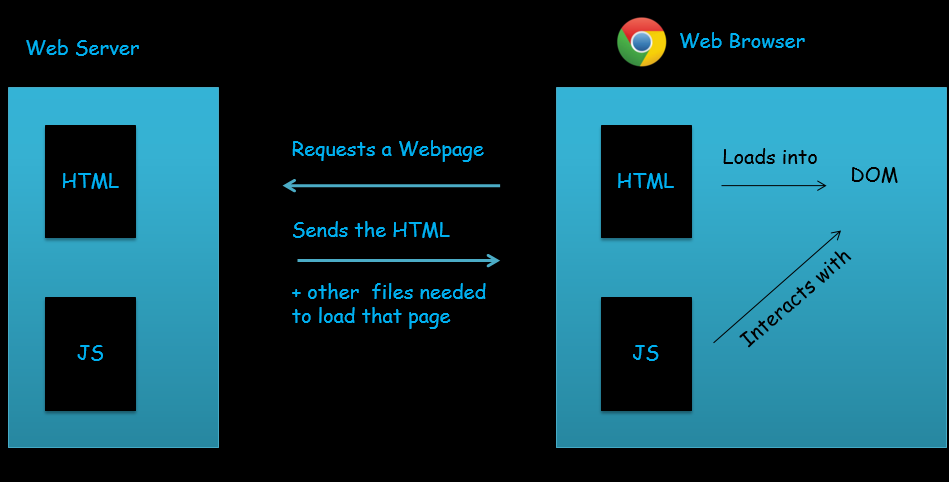 Web Server
Web Browser
HTML
JS
Requests a Webpage
Sends the HTML
+ other files needed
to load that page
HTML
Loads into
DOM
JS
Interacts with